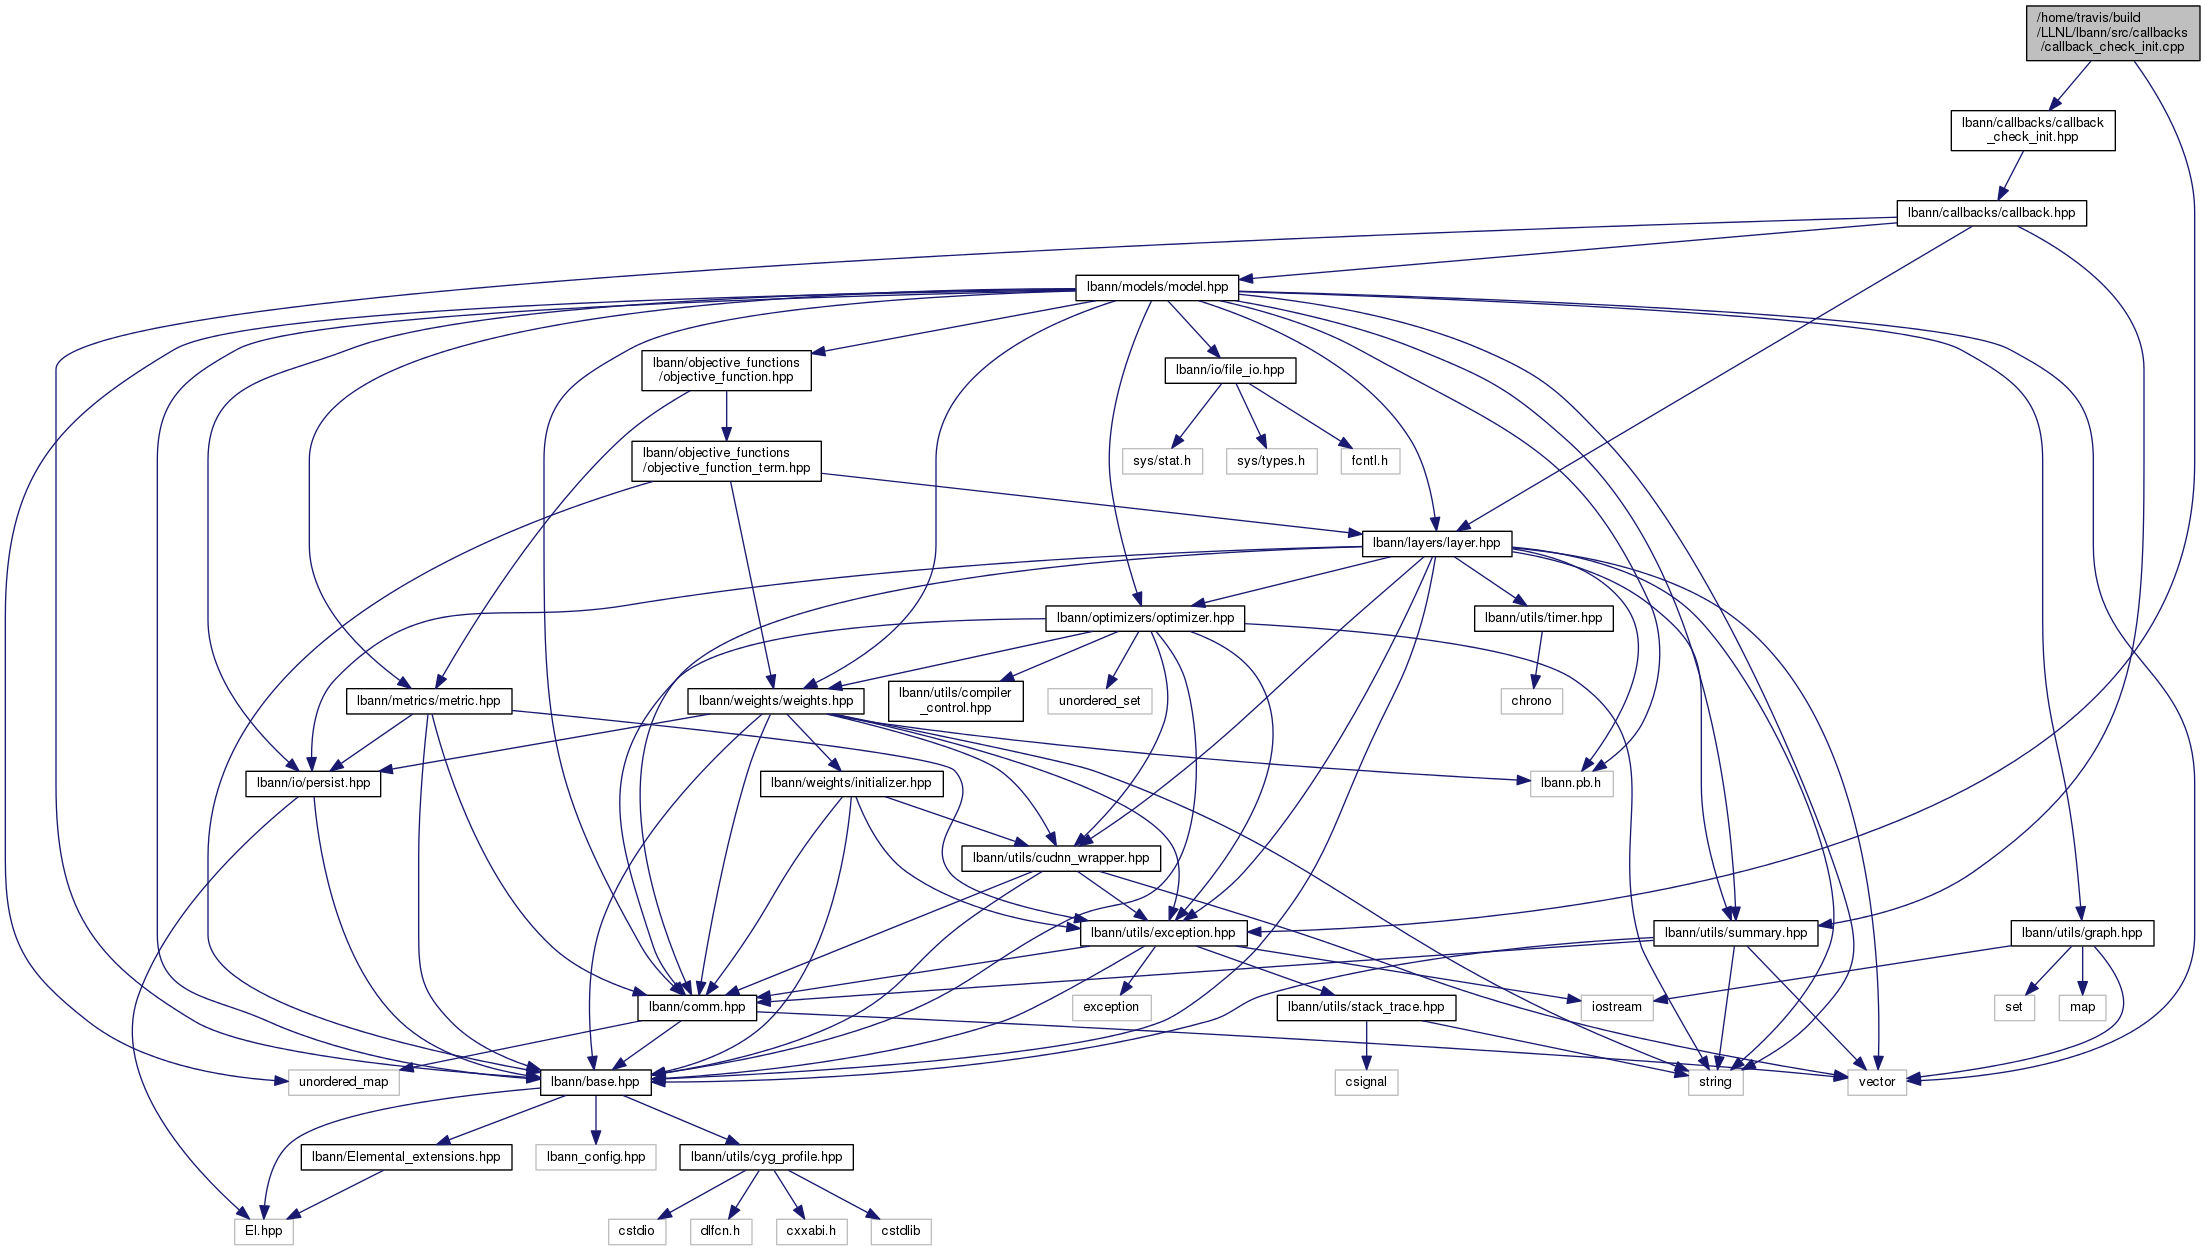 /home/travis/build
/LLNL/lbann/src/callbacks
/callback_check_init.cpp
lbann/callbacks/callback
_check_init.hpp
lbann/callbacks/callback.hpp
lbann/models/model.hpp
lbann/objective_functions
/objective_function.hpp
lbann/io/file_io.hpp
lbann/objective_functions
/objective_function_term.hpp
sys/stat.h
sys/types.h
fcntl.h
lbann/layers/layer.hpp
lbann/optimizers/optimizer.hpp
lbann/utils/timer.hpp
lbann/metrics/metric.hpp
lbann/weights/weights.hpp
lbann/utils/compiler
_control.hpp
unordered_set
chrono
lbann/io/persist.hpp
lbann/weights/initializer.hpp
lbann.pb.h
lbann/utils/cudnn_wrapper.hpp
lbann/utils/exception.hpp
lbann/utils/summary.hpp
lbann/utils/graph.hpp
lbann/comm.hpp
exception
lbann/utils/stack_trace.hpp
iostream
set
map
unordered_map
lbann/base.hpp
csignal
string
vector
lbann/Elemental_extensions.hpp
lbann_config.hpp
lbann/utils/cyg_profile.hpp
El.hpp
cstdio
dlfcn.h
cxxabi.h
cstdlib